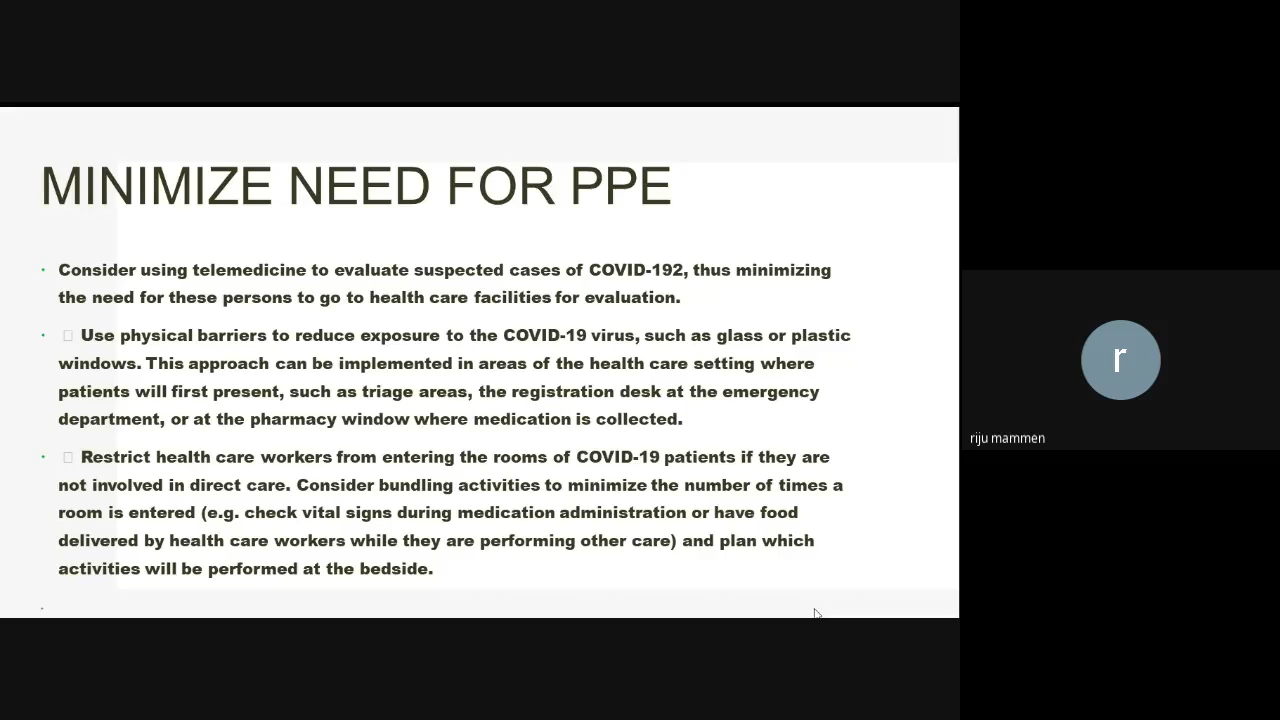 MINIMIZE NEED FOR PPE
Consider using telemedicine to evaluate suspected cases of COVID-192, thus minimizing
the need for these persons to go to health care facilities for evaluation.
Use physical barriers to reduce exposure to the COVID-19 virus, such as glass or plastic
windows. This approach can be implemented in areas of the health care setting where
patients will first present, such as triage areas, the registration desk at the emergency
department, or at the pharmacy window where medication is collected.
Restrict health care workers from entering the rooms of COVID-19 patients if they are
not involved in direct care. Consider bundling activities to minimize the number of times a
room is entered (e.g. check vital signs during medication administration or have food
delivered by health care workers while they are performing other care) and plan which
activities will be performed at the bedside.
r
riju mammen